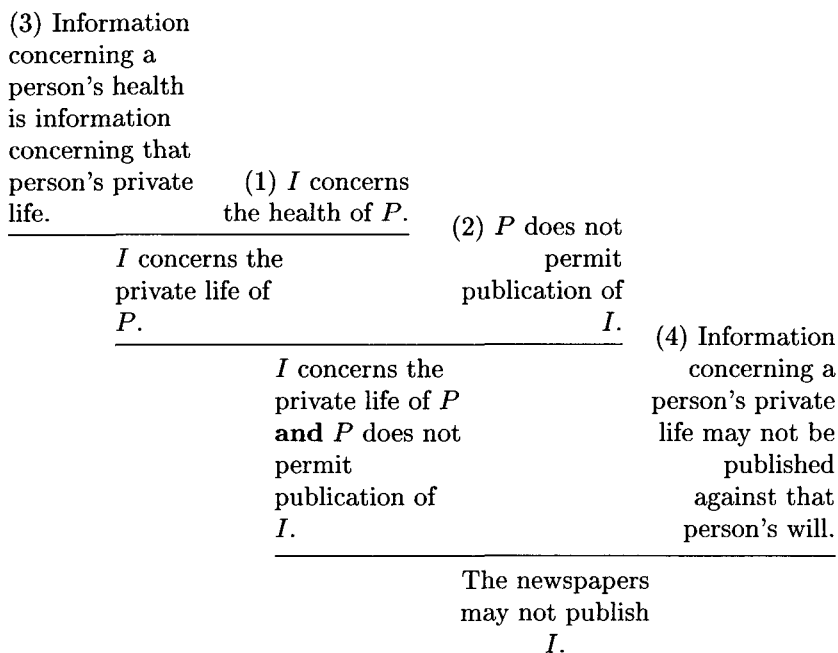 (3) Information
concerning a
person's health
is information
concerning that
person's private
life.
(1) I concerns
the health of P.
I concerns the
private life of
P.
(2) P does not
permit
publication of
I.
I concerns the
private life of P
and P does not
permit
publication of
I.
(4) Information
concerning a
person's private
life may not be
published
against that
person's will.
The newspapers
may not publish
I.